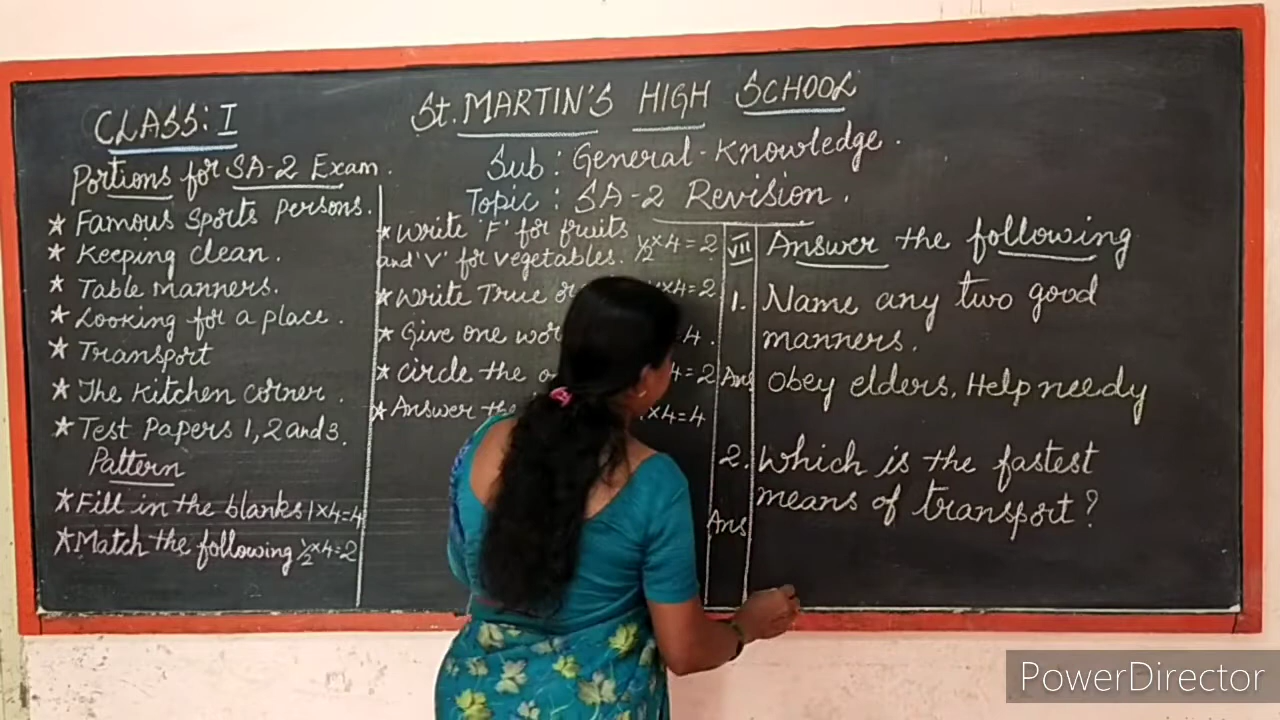 CLASS: I
St. MARTIN'S HIGH SCHOOL
Sub : General-Knowledge.
Topic : SA-2 Revision.
Portions for SA-2 Exam.
* Famous Sports Persons.
* Keeping clean.
* Table manners.
* Looking for a place.
* Transport
* The Kitchen corner.
* Test Papers 1, 2 and 3.
Pattern
* Fill in the blanks 1×4=4
* Match the following ½×4=2
* Write 'F' for fruits
and 'V' for vegetables. ½×4=2
* Write True ×4=2
* Give one 4.
* Circle the 4=2
* Answer the ×4=4
VII Answer the following
1. Name any two good
manners.
Ans Obey elders, Help needy
2. Which is the fastest
means of transport?
Ans
PowerDirector